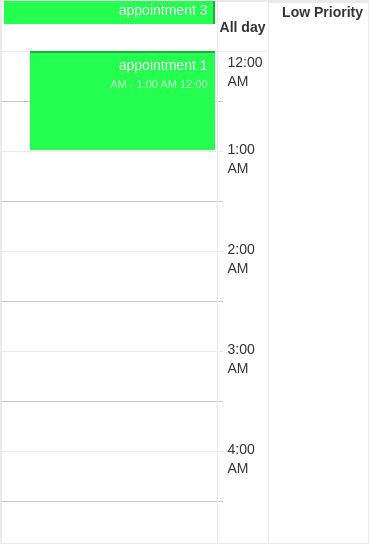 appointment 3
All day
Low Priority
appointment 1
AM - 1:00 AM 12:00
12:00
AM
1:00
AM
2:00
AM
3:00
AM
4:00
AM